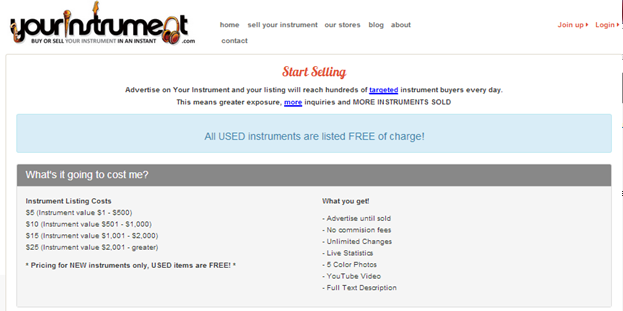 yourinstrument
BUY OR SELL YOUR INSTRUMENT IN AN INSTANT .com
home sell your instrument our stores blog about
contact
Join up Login
Start Selling
Advertise on Your Instrument and your listing will reach hundreds of targeted instrument buyers every day.
This means greater exposure, more inquiries and MORE INSTRUMENTS SOLD
All USED instruments are listed FREE of charge!
What's it going to cost me?
Instrument Listing Costs
$5 (Instrument value $1 - $500)
$10 (Instrument value $501 - $1,000)
$15 (Instrument value $1,001 - $2,000)
$25 (Instrument value $2,001 - greater)
* Pricing for NEW instruments only, USED items are FREE! *
What you get!
- Advertise until sold
- No commision fees
- Unlimited Changes
- Live Statistics
- 5 Color Photos
- YouTube Video
- Full Text Description